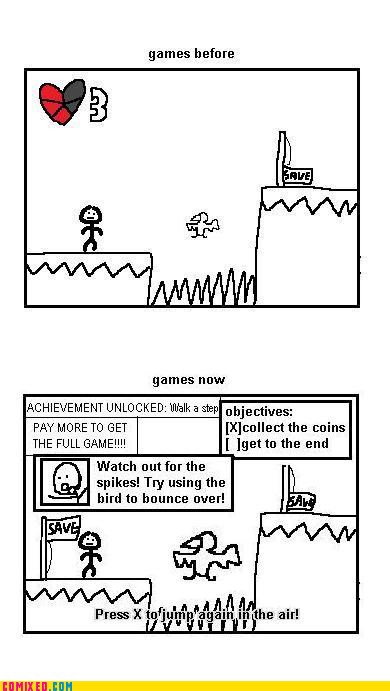 games before
3
SAVE
games now
ACHIEVEMENT UNLOCKED: Walk a step
PAY MORE TO GET
THE FULL GAME!!!!
objectives:
[X]collect the coins
[ ]get to the end
Watch out for the
spikes! Try using the
bird to bounce over!
SAVE
SAVE
Press X to jump again in the air!
COMIXED.COM